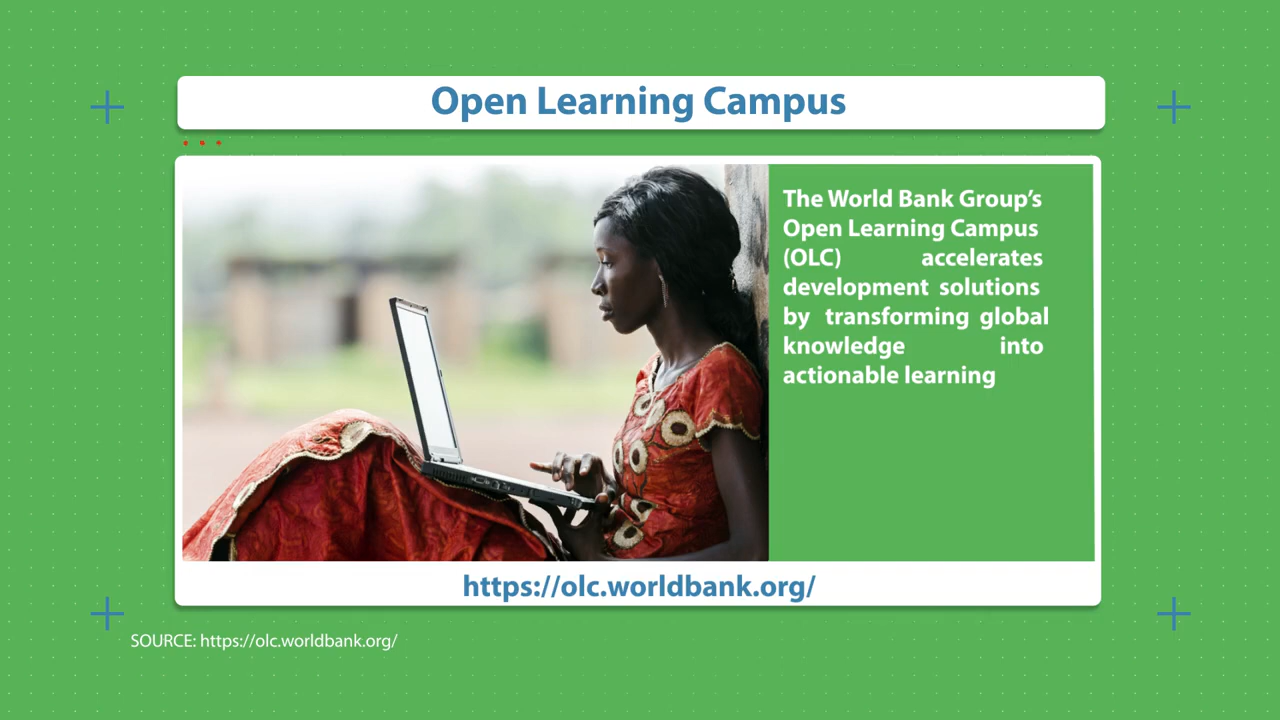 Open Learning Campus
The World Bank Group’s
Open Learning Campus
(OLC) accelerates
development solutions
by transforming global
knowledge into
actionable learning
https://olc.worldbank.org/
SOURCE: https://olc.worldbank.org/